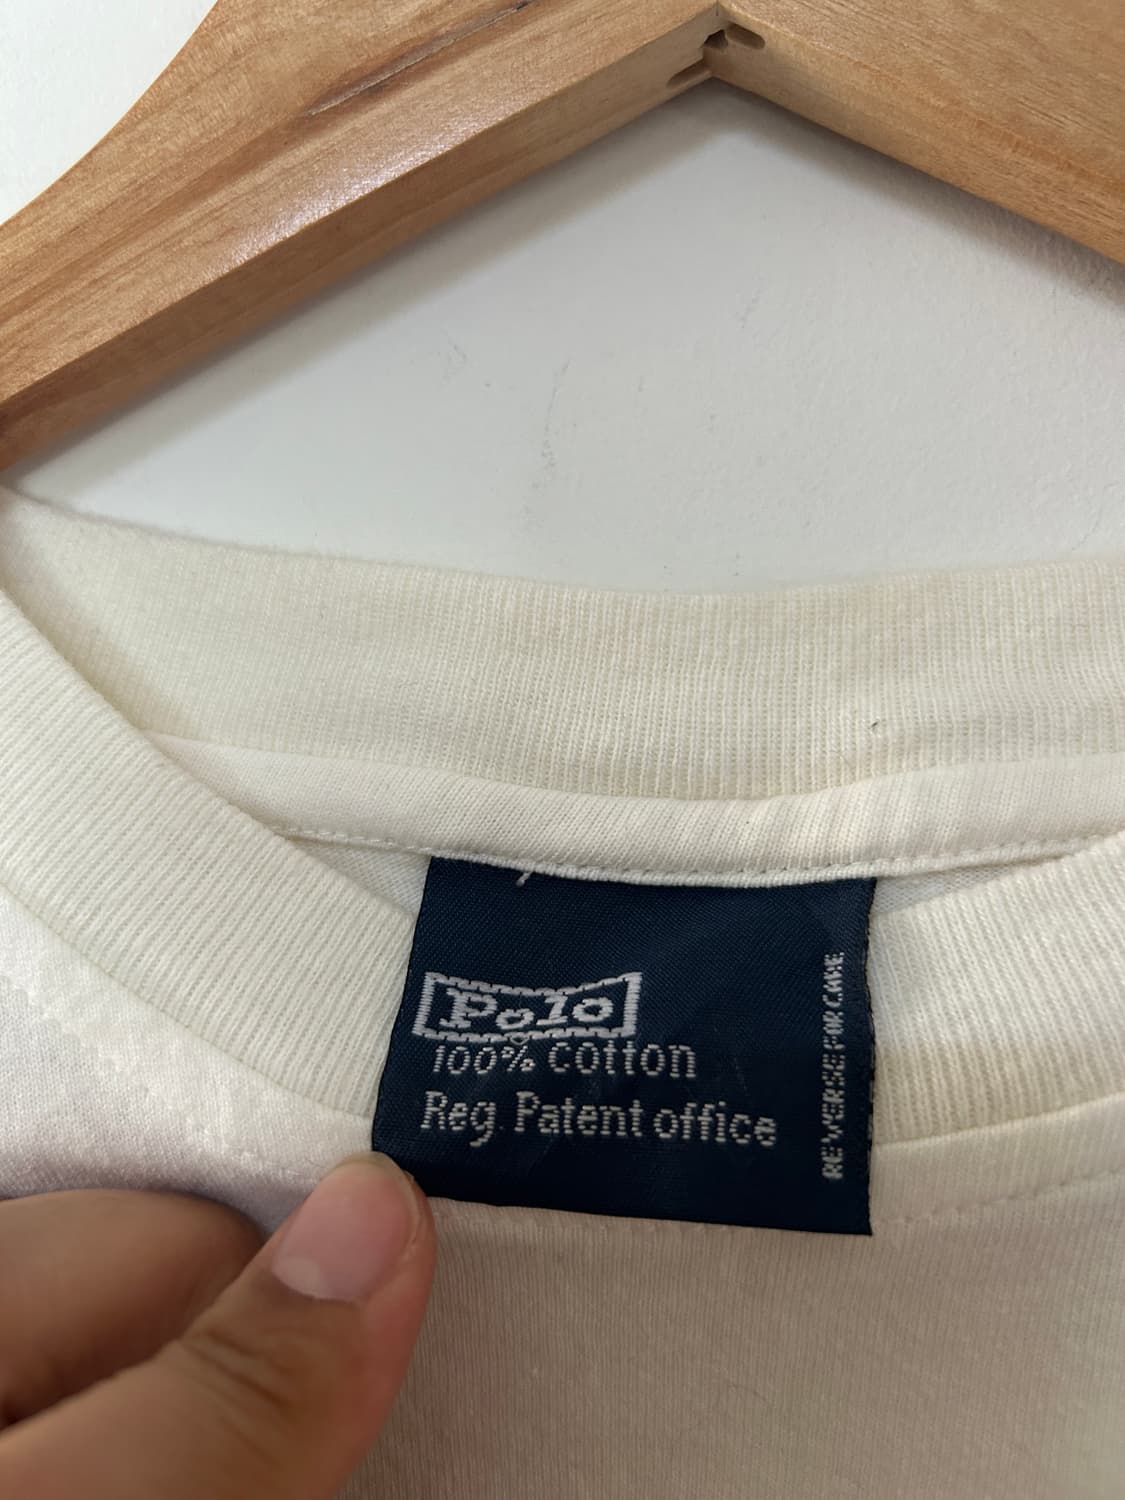 Polo
100% cotton
Reg. Patent office
REVERSE FOR CARE